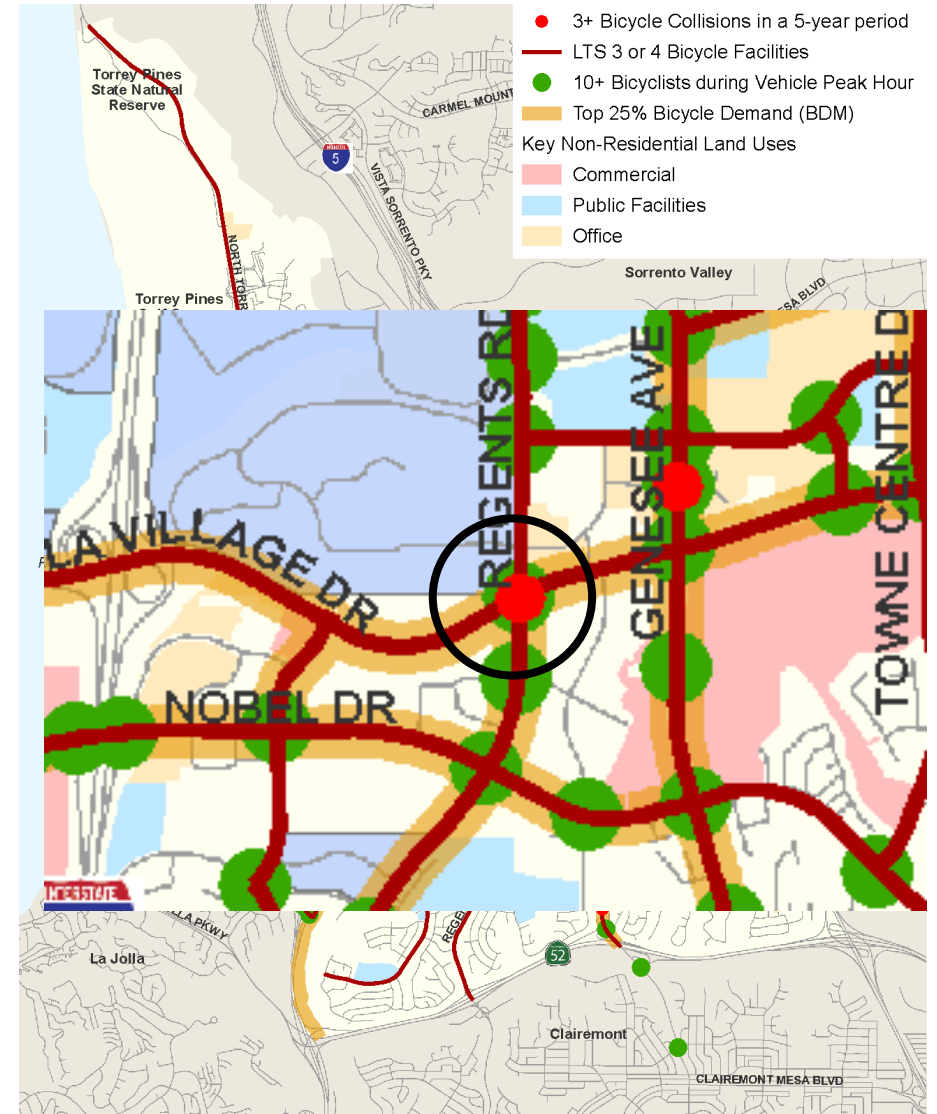 3+ Bicycle Collisions in a 5-year period
LTS 3 or 4 Bicycle Facilities
10+ Bicyclists during Vehicle Peak Hour
Top 25% Bicycle Demand (BDM)
Key Non-Residential Land Uses
Commercial
Public Facilities
Office
Torrey Pines
State Natural
Reserve
CARMEL MOUNT
INTERSTATE
5
VISTA SORRENTO PKY
NORTH TORR
Sorrento Valley
MESA BLVD
Torrey Pines
REGENTS RD
GENESEE AVE
TOWNE CENTRE D
LA VILLAGE DR
NOBEL DR
INTERSTATE
LLA PKWY
REGE
La Jolla
52
Clairemont
CLAIREMONT MESA BLVD